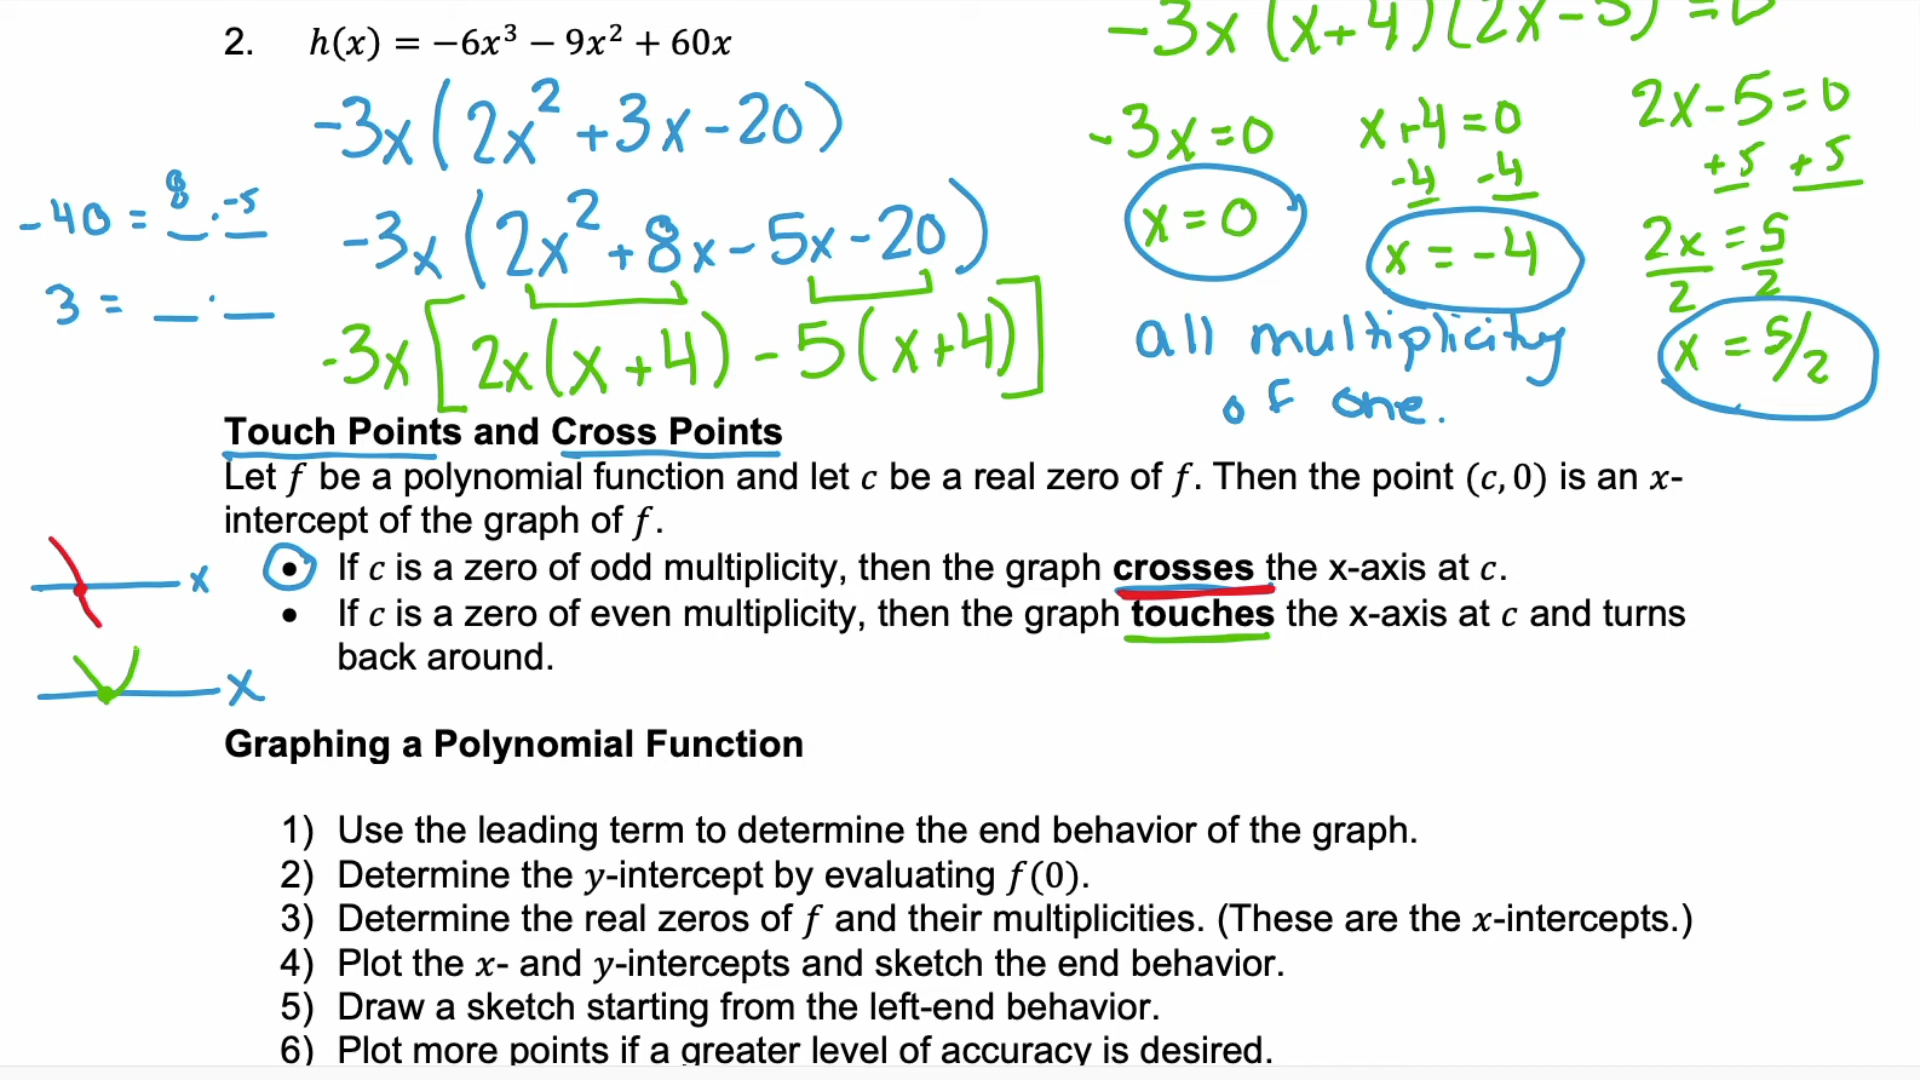 2. h(x) = −6x³ − 9x² + 60x
-3x(2x² +3x-20)
-40 = 8 . -5
-3x(2x² +8x-5x-20)
3 = _ . _
-3x[2x(x+4) -5(x+4)]
-3x (x+4)(2x-5) =0
-3x=0
x=0
x+4=0
-4 -4
x = -4
2x-5=0
+5 +5
2x = 5
2 2
x = 5/2
all multiplicity
of one.
Touch Points and Cross Points
Let f be a polynomial function and let c be a real zero of f. Then the point (c, 0) is an x-
intercept of the graph of f.
x
• If c is a zero of odd multiplicity, then the graph crosses the x-axis at c.
• If c is a zero of even multiplicity, then the graph touches the x-axis at c and turns
back around.
x
Graphing a Polynomial Function
1) Use the leading term to determine the end behavior of the graph.
2) Determine the y-intercept by evaluating f(0).
3) Determine the real zeros of f and their multiplicities. (These are the x-intercepts.)
4) Plot the x- and y-intercepts and sketch the end behavior.
5) Draw a sketch starting from the left-end behavior.
6) Plot more points if a greater level of accuracy is desired.